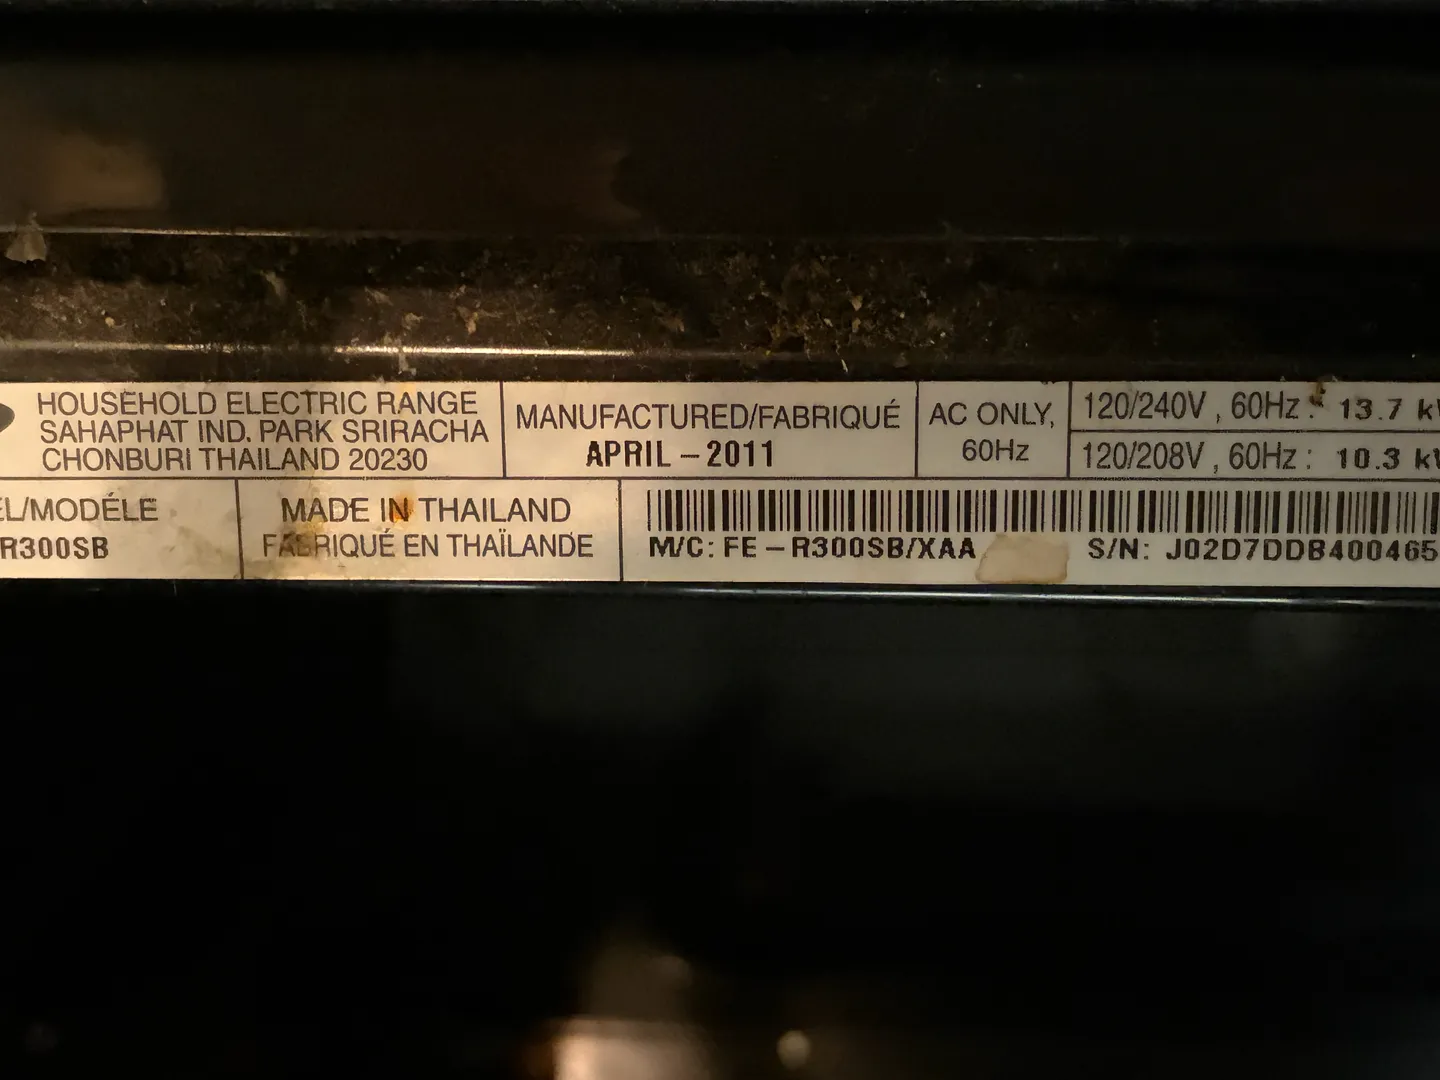 HOUSEHOLD ELECTRIC RANGE
SAHAPHAT IND. PARK SRIRACHA
CHONBURI THAILAND 20230
MANUFACTURED/FABRIQUÉ
APRIL - 2011
AC ONLY,
60Hz
120/240V , 60Hz : 13.7 k
120/208V , 60Hz : 10.3 k
EL/MODÉLE
R300SB
MADE IN THAILAND
FABRIQUÉ EN THAÏLANDE
M/C: FE - R300SB/XAA
S/N: J02D7DDB400465